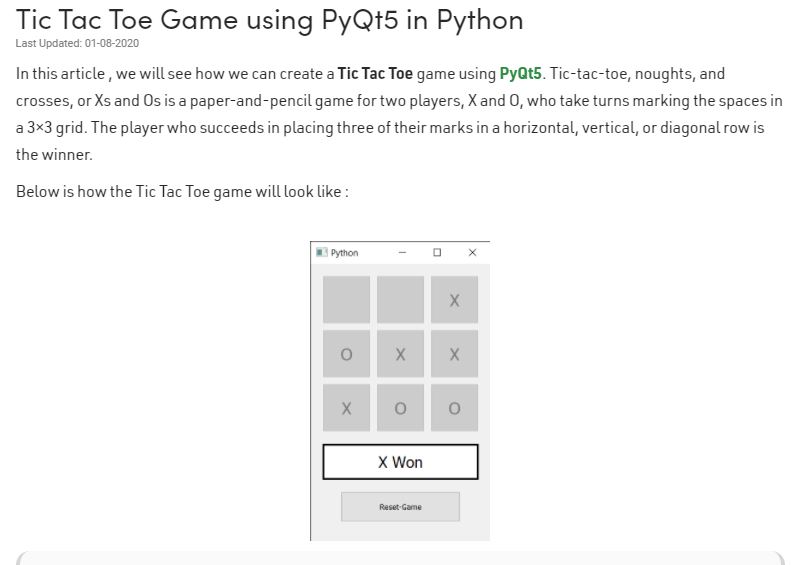 Tic Tac Toe Game using PyQt5 in Python
Last Updated: 01-08-2020
In this article , we will see how we can create a Tic Tac Toe game using PyQt5. Tic-tac-toe, noughts, and
crosses, or Xs and Os is a paper-and-pencil game for two players, X and O, who take turns marking the spaces in
a 3×3 grid. The player who succeeds in placing three of their marks in a horizontal, vertical, or diagonal row is
the winner.
Below is how the Tic Tac Toe game will look like :
Python
X
O X X
X O O
X Won
Reset-Game